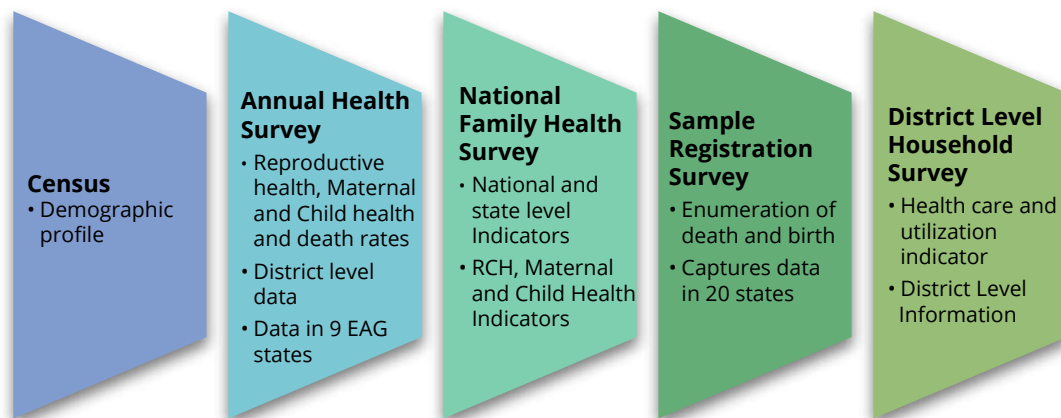 Census
• Demographic
profile
Annual Health
Survey
• Reproductive
health, Maternal
and Child health
and death rates
• District level
data
• Data in 9 EAG
states
National
Family Health
Survey
• National and
state level
Indicators
• RCH, Maternal
and Child Health
Indicators
Sample
Registration
Survey
• Enumeration of
death and birth
• Captures data
in 20 states
District Level
Household
Survey
• Health care and
utilization
indicator
• District Level
Information